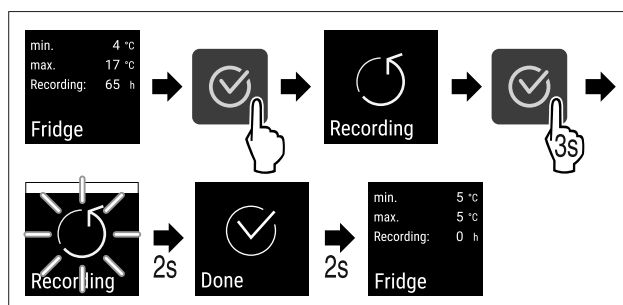 min. 4 °C
max. 17 °C
Recording: 65 h
Fridge
Recording
3s
Recording
2s
Done
2s
min. 5 °C
max. 5 °C
Recording: 0 h
Fridge